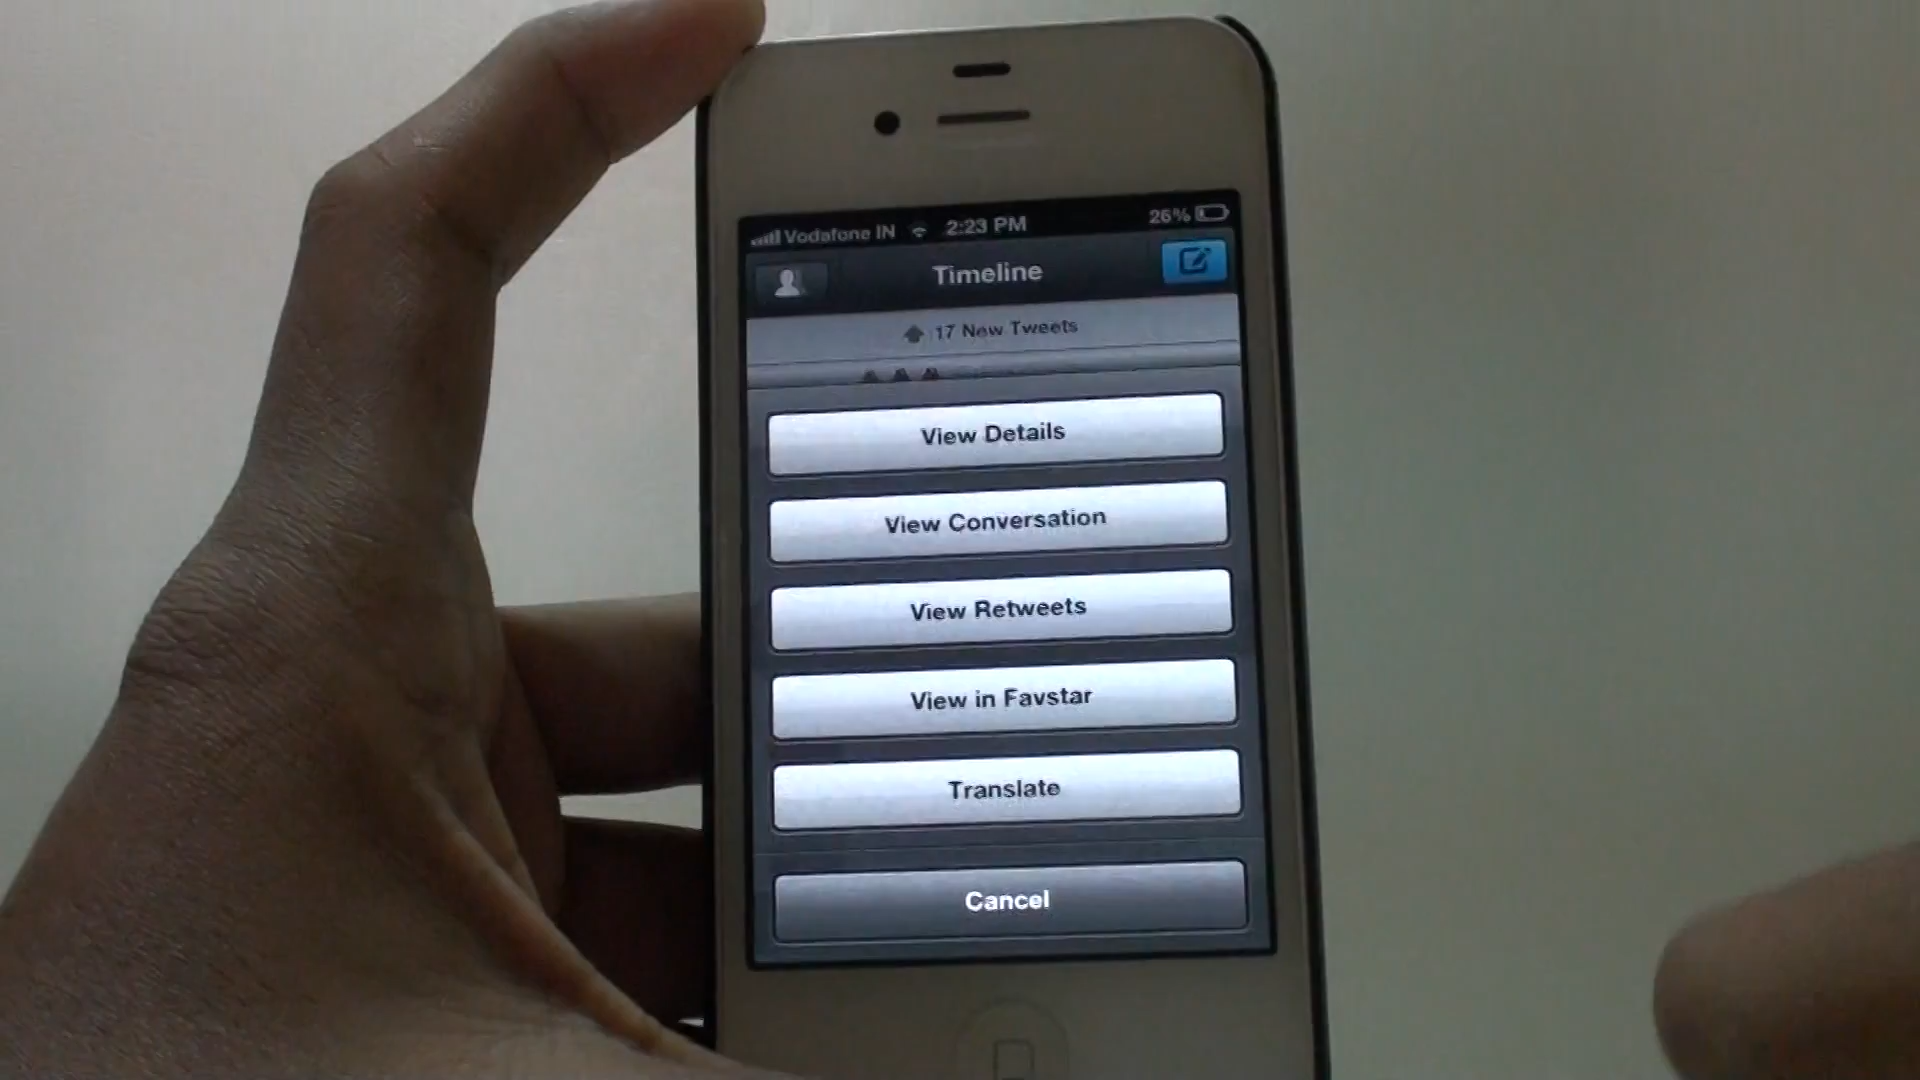 Vodafone IN 2:23 PM 26%
Timeline
17 New Tweets
View Details
View Conversation
View Retweets
View in Favstar
Translate
Cancel